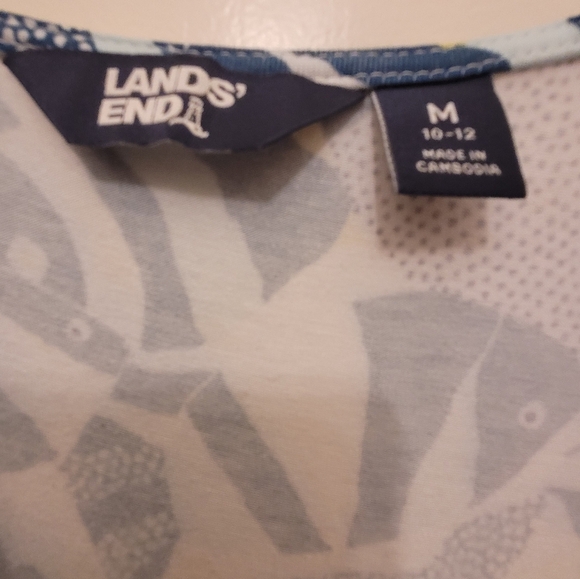 LANDS'
END
M
10-12
MADE IN
CAMBODIA